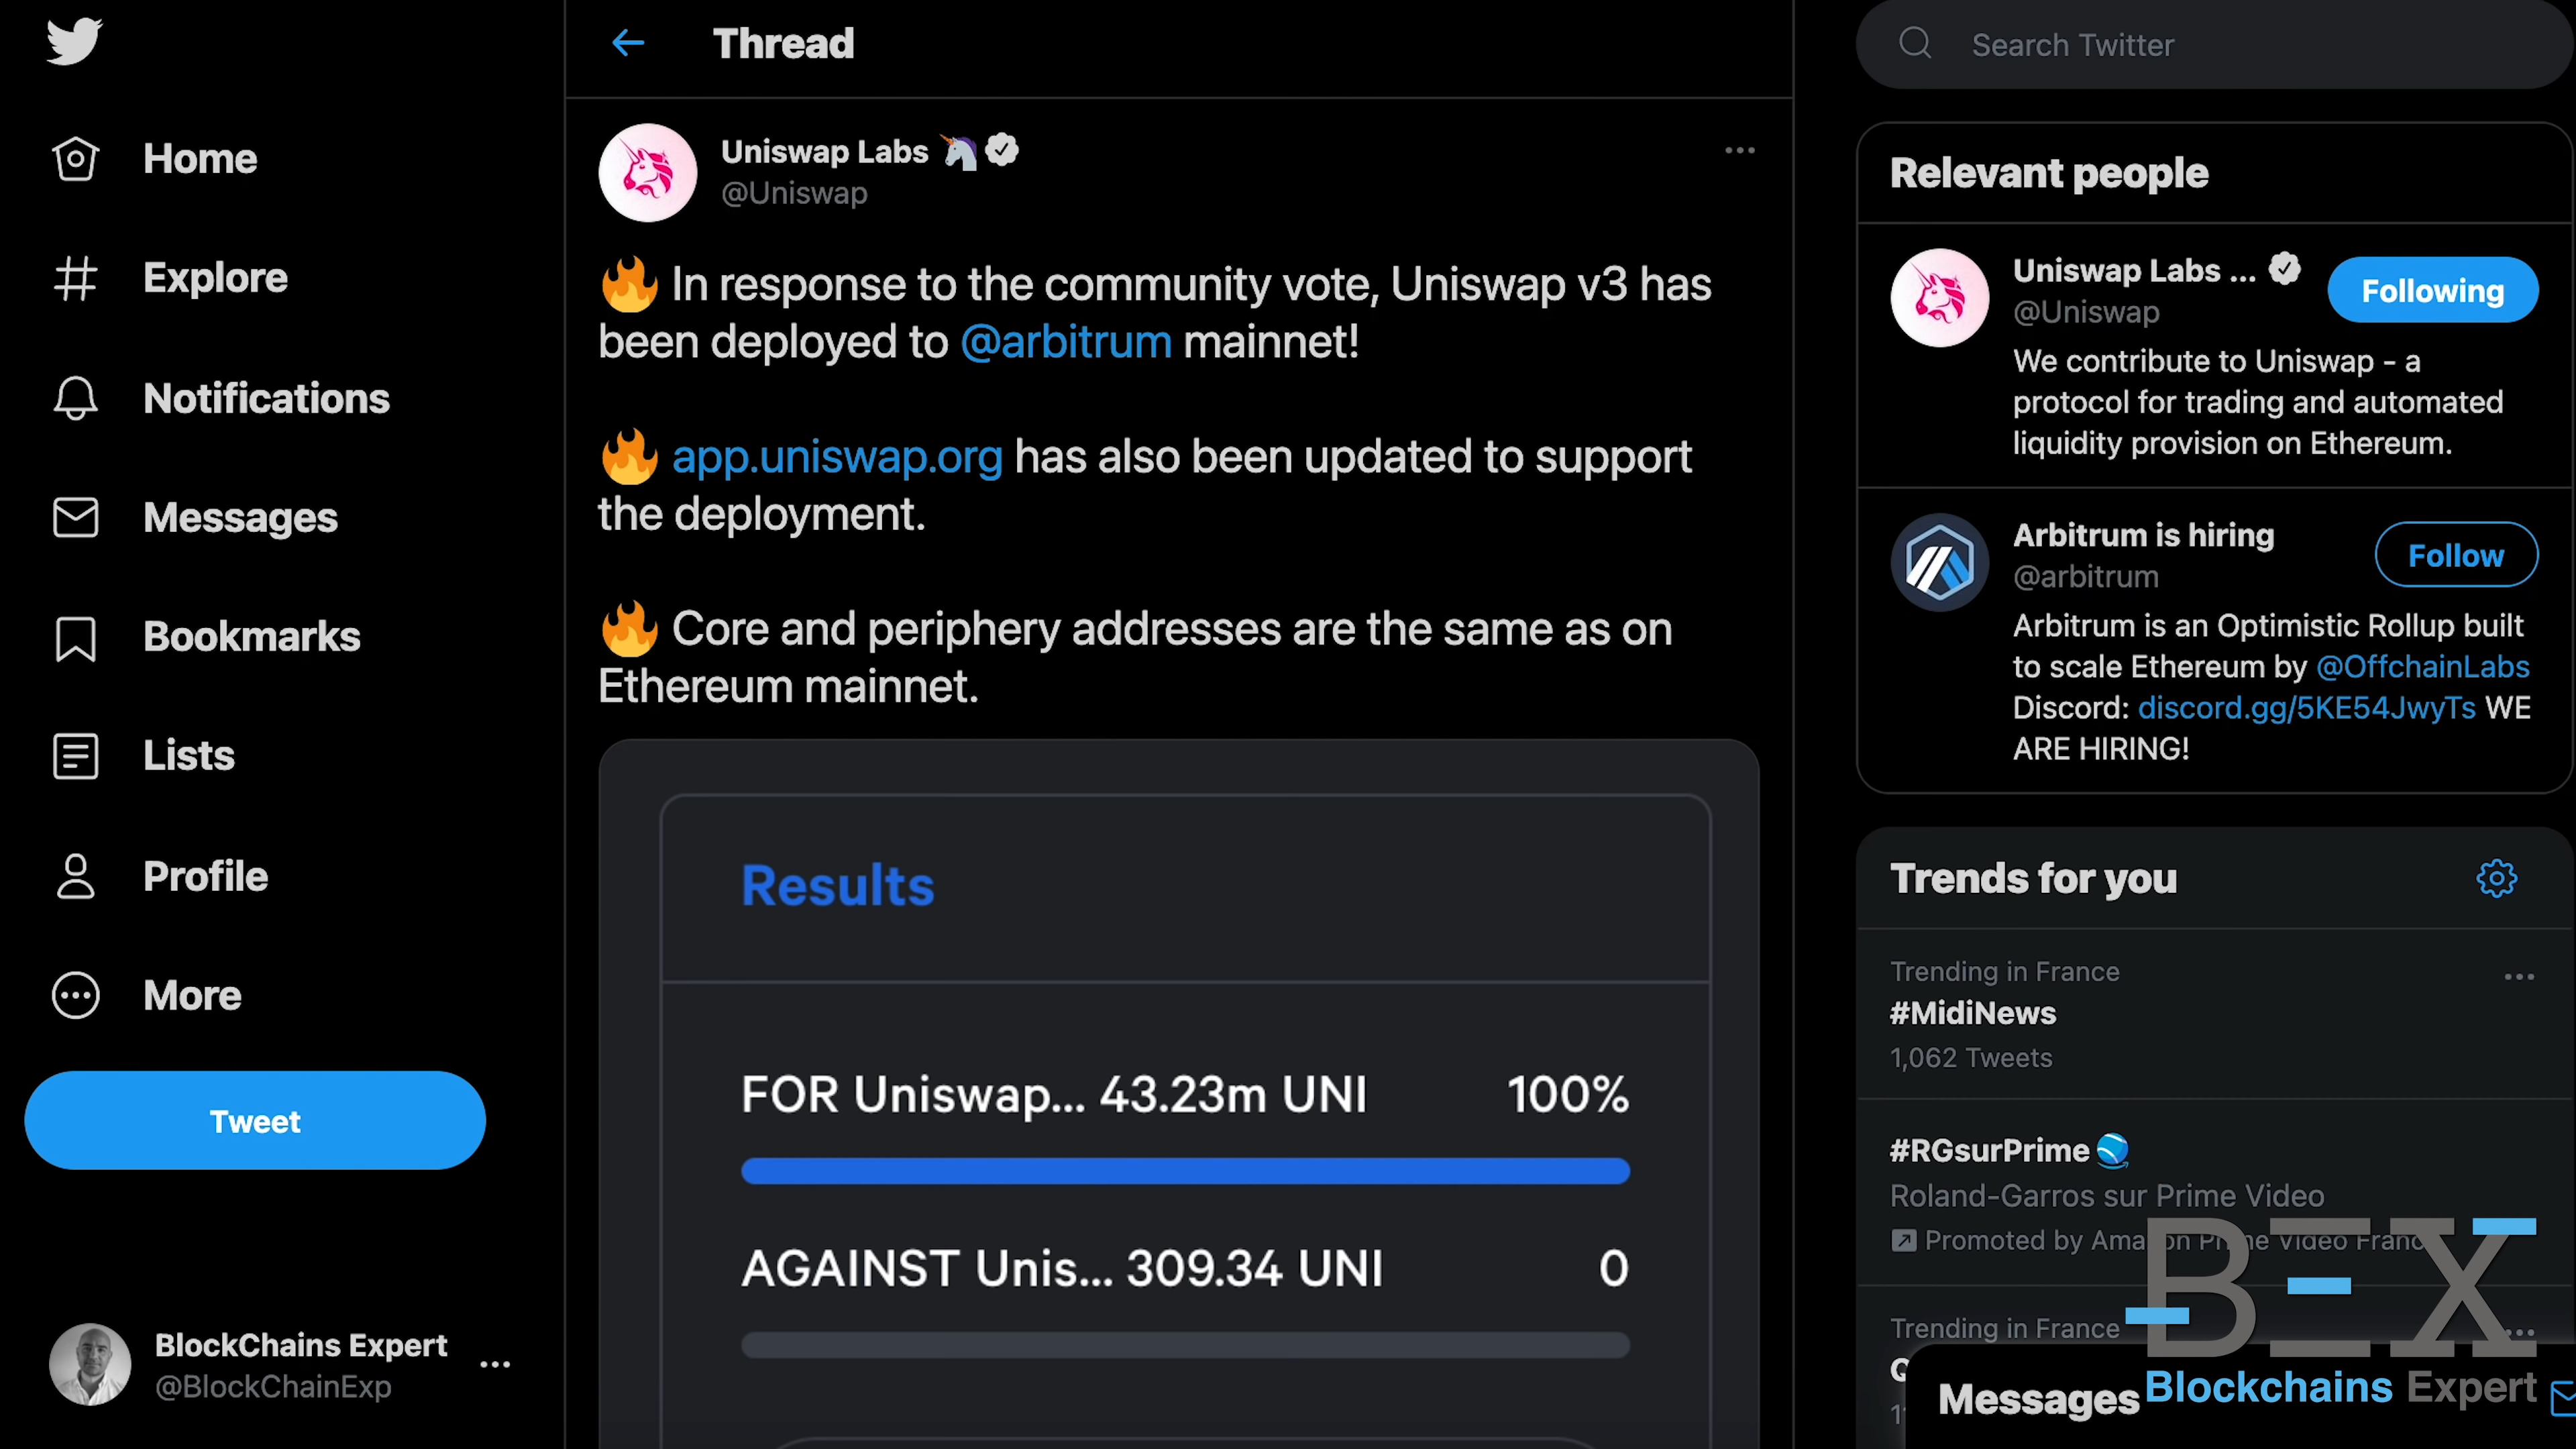 Home
Explore
Notifications
Messages
Bookmarks
Lists
Profile
More
Tweet
BlockChains Expert
@BlockChainExp
Thread
Uniswap Labs 🦄
@Uniswap
🔥 In response to the community vote, Uniswap v3 has
been deployed to @arbitrum mainnet!
🔥 app.uniswap.org has also been updated to support
the deployment.
🔥 Core and periphery addresses are the same as on
Ethereum mainnet.
Results
FOR Uniswap... 43.23m UNI 100%
AGAINST Unis... 309.34 UNI 0
Search Twitter
Relevant people
Uniswap Labs ...
@Uniswap
Following
We contribute to Uniswap - a
protocol for trading and automated
liquidity provision on Ethereum.
Arbitrum is hiring
@arbitrum
Follow
Arbitrum is an Optimistic Rollup built
to scale Ethereum by @OffchainLabs
Discord: discord.gg/5KE54JwyTs WE
ARE HIRING!
Trends for you
Trending in France
#MidiNews
1,062 Tweets
#RGsurPrime
Roland-Garros sur Prime Video
Promoted by Amazon Prime Video
Trending in France
Messages
BEX
Blockchains Expert